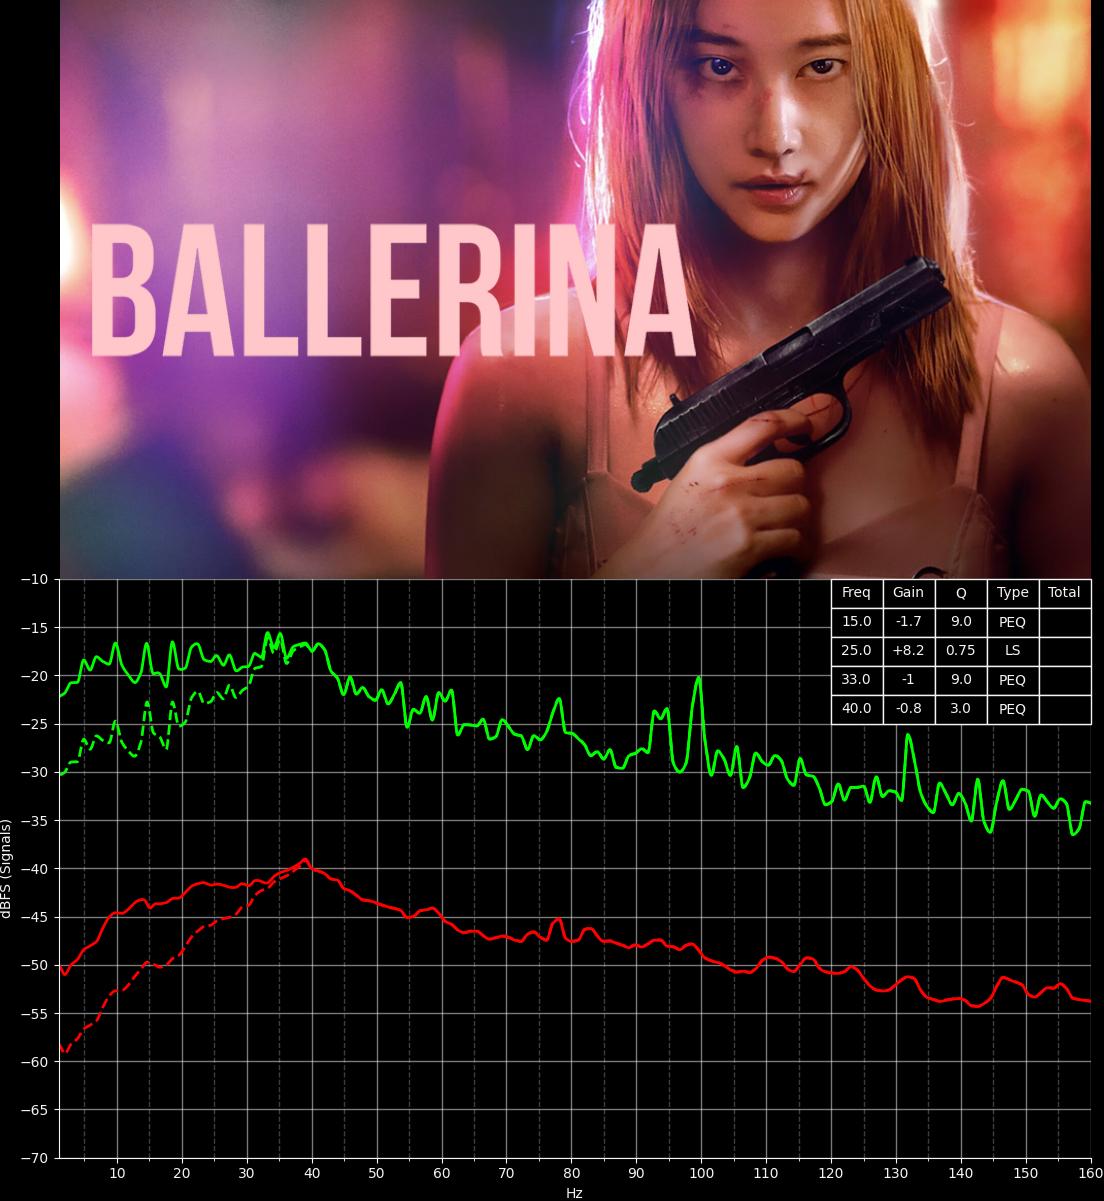 BALLERINA
−10
−15
−20
−25
−30
−35
−40
−45
−50
−55
−60
−65
−70
dBFS (Signals)
Freq Gain Q Type Total
15.0 -1.7 9.0 PEQ
25.0 +8.2 0.75 LS
33.0 -1 9.0 PEQ
40.0 -0.8 3.0 PEQ
10 20 30 40 50 60 70 80 90 100 110 120 130 140 150 160
Hz